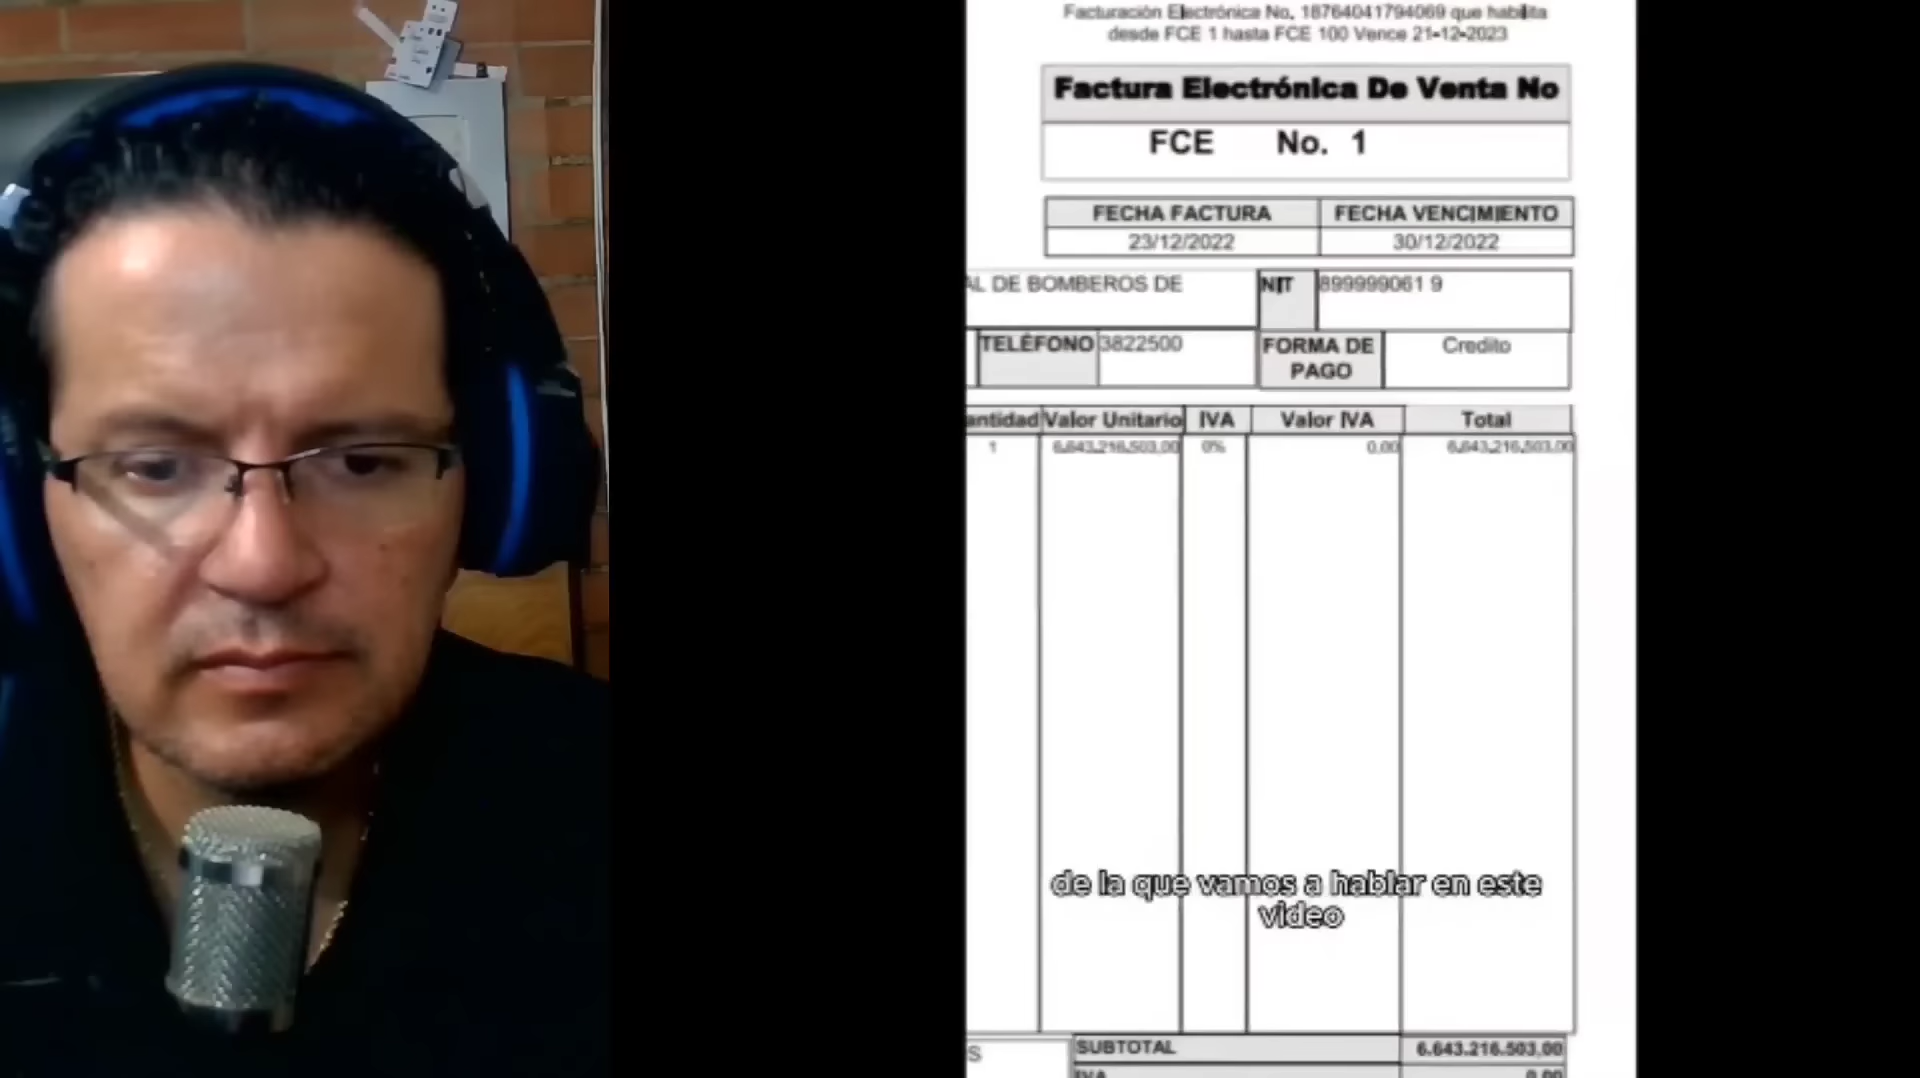 Facturación Electrónica No. 18764041794069 que habilita
desde FCE 1 hasta FCE 100 Vence 21-12-2023
Factura Electrónica De Venta No
FCE No. 1
FECHA FACTURA FECHA VENCIMIENTO
23/12/2022 30/12/2022
AL DE BOMBEROS DE NIT 899999061 9
TELÉFONO 3822500 FORMA DE PAGO Credito
antidad Valor Unitario IVA Valor IVA Total
1 6.643.216.503,00 0% 0.00 6.643.216.503.00
de la que vamos a hablar en este
video
S SUBTOTAL 6.643.216.503,00
IVA 0.00